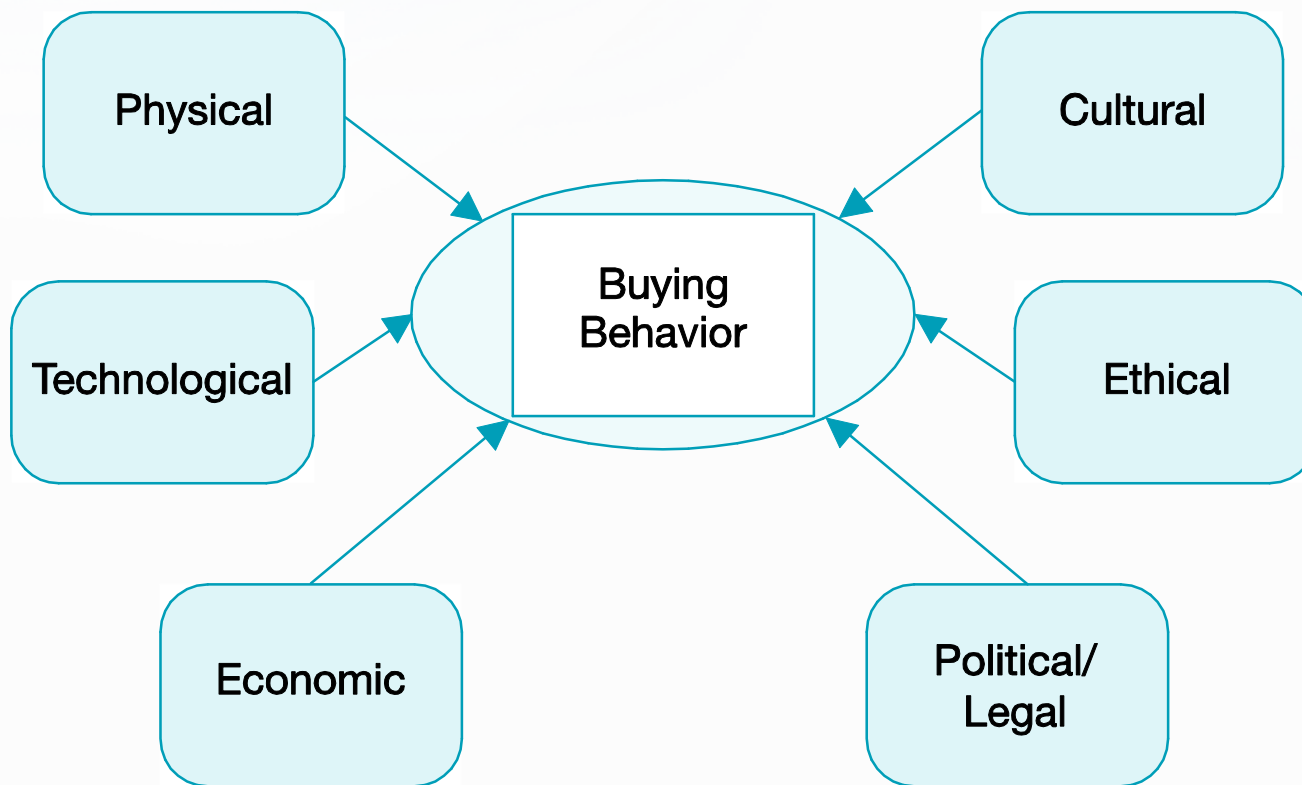 Physical
Cultural
Buying
Behavior
Technological
Ethical
Economic
Political/
Legal